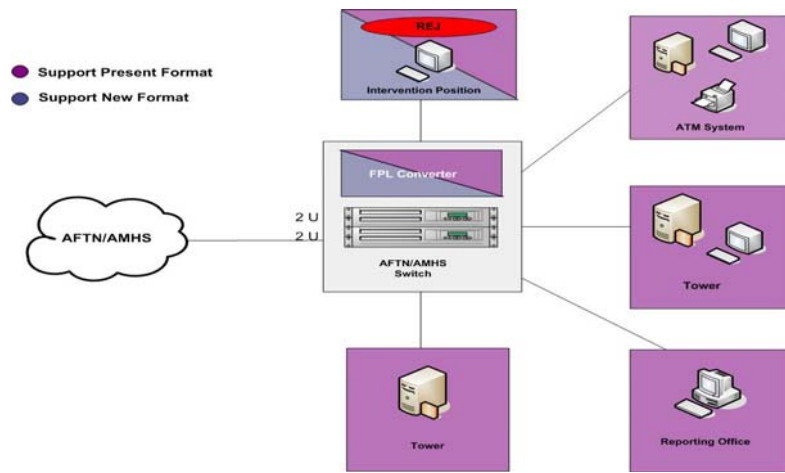 REJ
Intervention Position
Support Present Format
Support New Format
ATM System
FPL Converter
2 U
2 U
AFTN/AMHS
AFTN/AMHS
Switch
Tower
Tower
Reporting Office